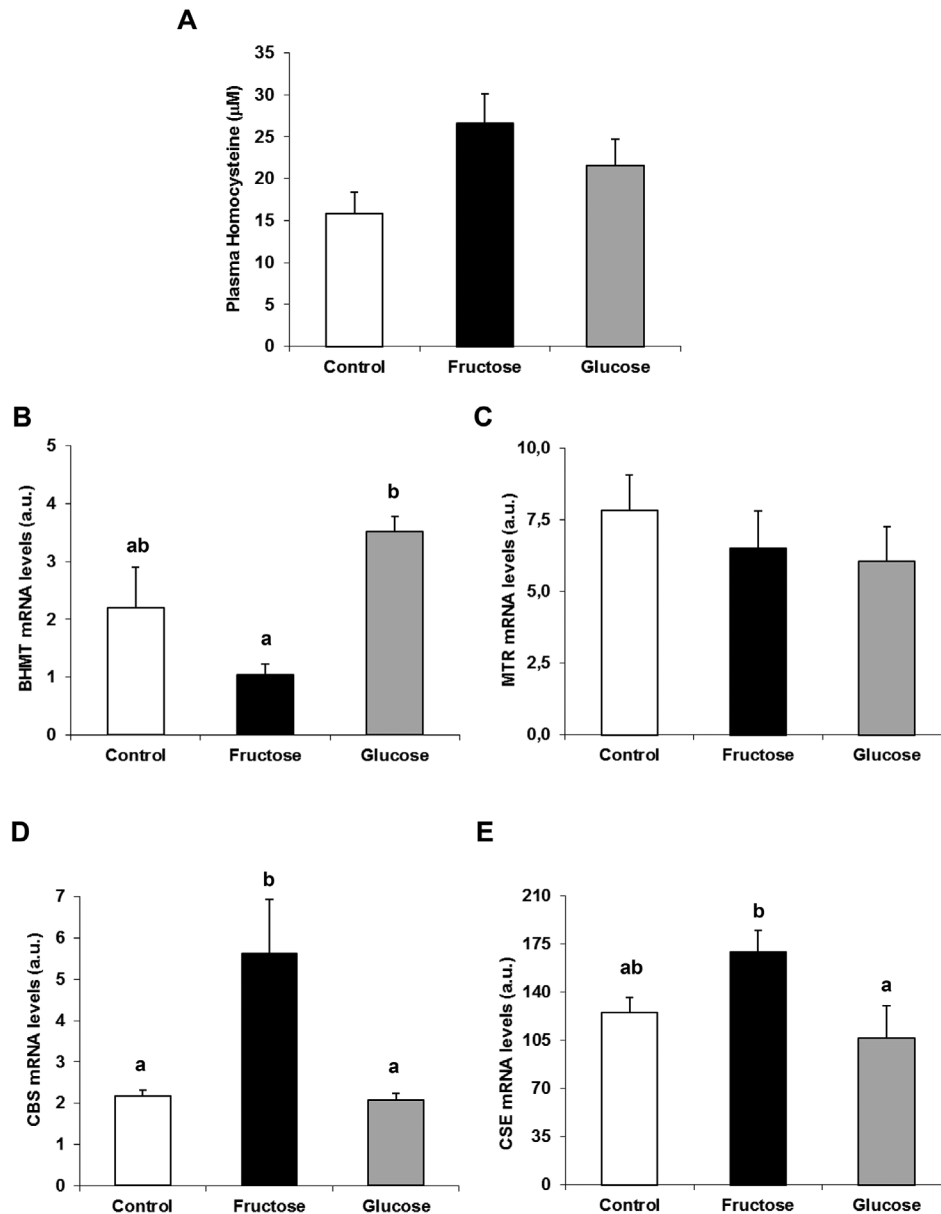 A
Plasma Homocysteine (µM)
35
30
25
20
15
10
5
0
Control Fructose Glucose
B
BHMT mRNA levels (a.u.)
5
4
3
2
1
0
ab
a
b
Control Fructose Glucose
C
MTR mRNA levels (a.u.)
10,0
7,5
5,0
2,5
0,0
Control Fructose Glucose
D
CBS mRNA levels (a.u.)
7
6
5
4
3
2
1
0
a
b
a
Control Fructose Glucose
E
CSE mRNA levels (a.u.)
210
175
140
105
70
35
0
ab
b
a
Control Fructose Glucose